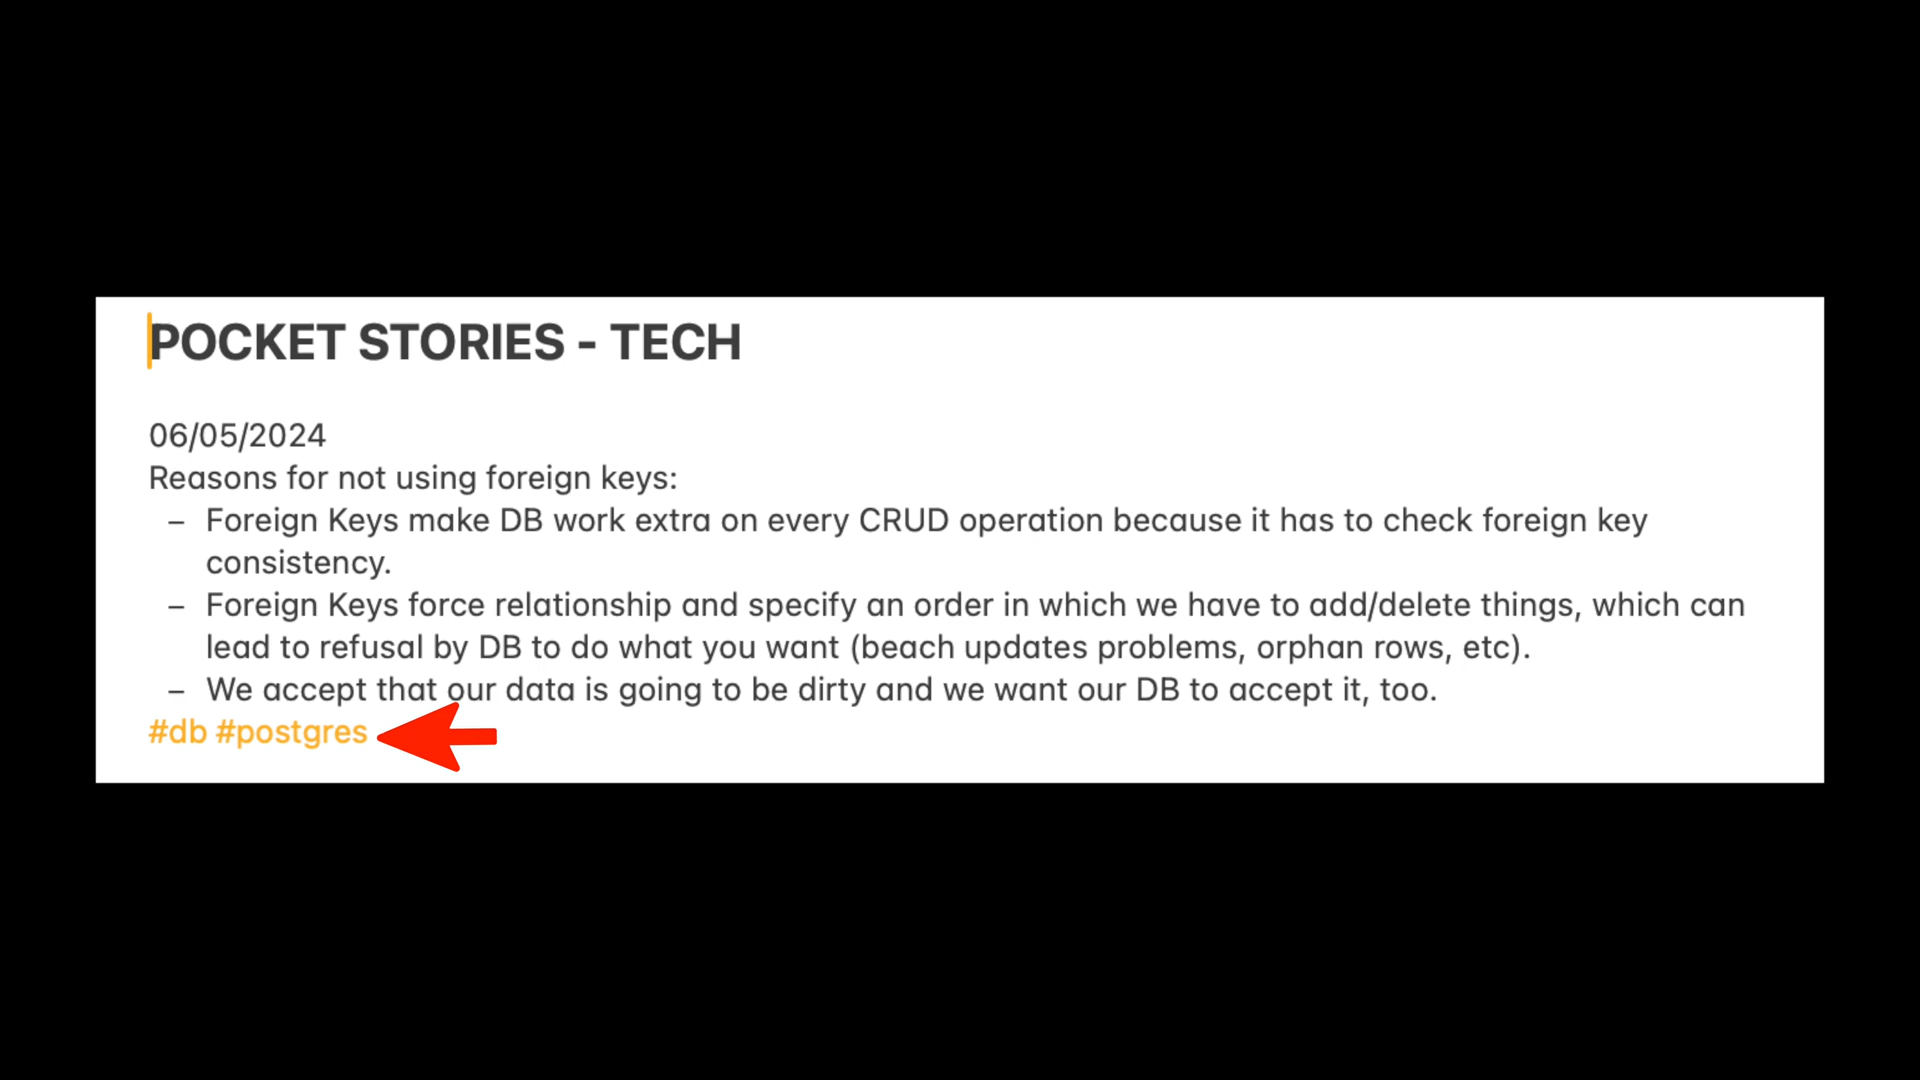 POCKET STORIES - TECH
06/05/2024
Reasons for not using foreign keys:
– Foreign Keys make DB work extra on every CRUD operation because it has to check foreign key
consistency.
– Foreign Keys force relationship and specify an order in which we have to add/delete things, which can
lead to refusal by DB to do what you want (beach updates problems, orphan rows, etc).
– We accept that our data is going to be dirty and we want our DB to accept it, too.
#db #postgres